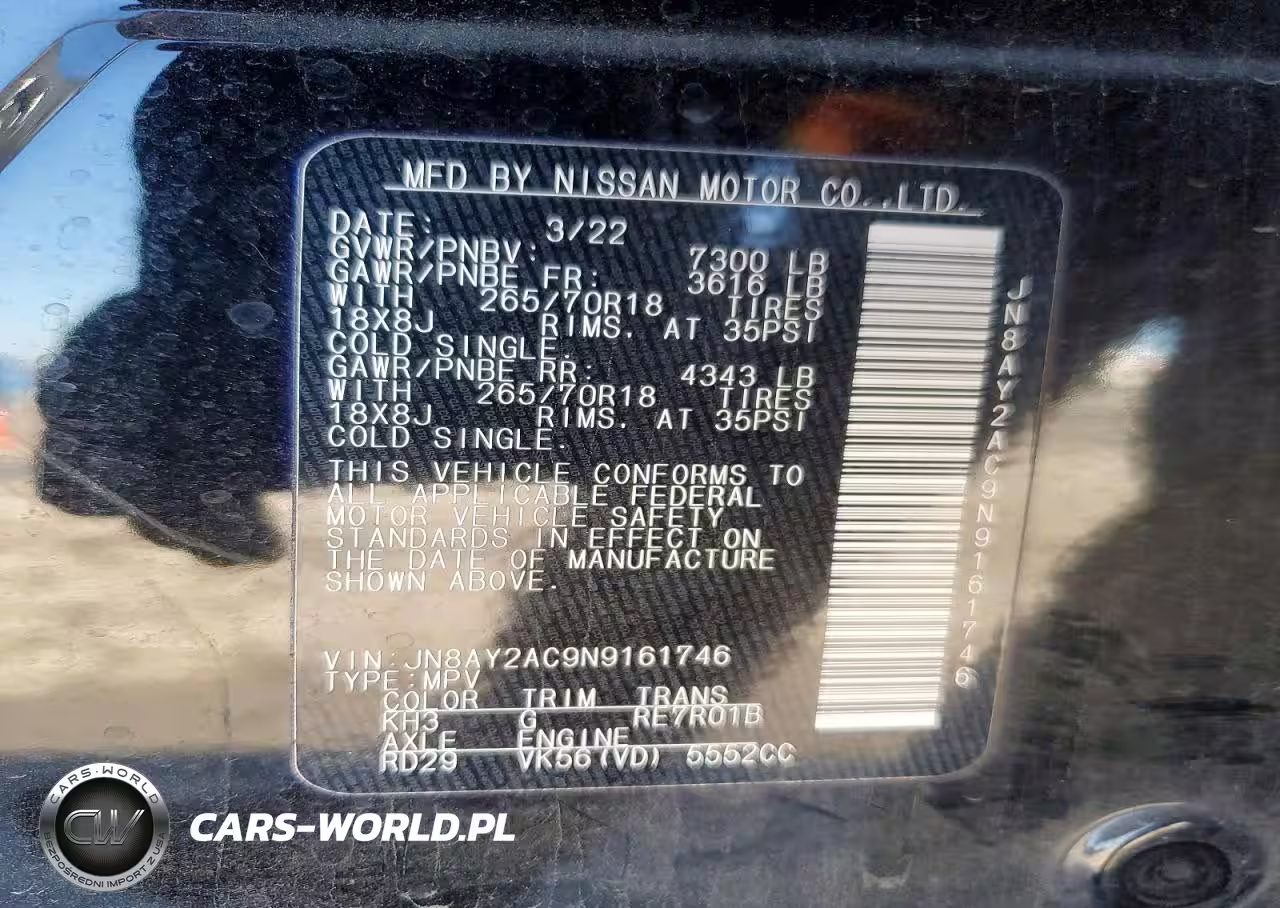 MFD BY NISSAN MOTOR CO.,LTD.
DATE: 3/22
GVWR/PNBV: 7300 LB
GAWR/PNBE FR: 3616 LB
WITH 265/70R18 TIRES
18X8J RIMS. AT 35PSI
COLD SINGLE.
GAWR/PNBE RR: 4343 LB
WITH 265/70R18 TIRES
18X8J RIMS. AT 35PSI
COLD SINGLE.
THIS VEHICLE CONFORMS TO
ALL APPLICABLE FEDERAL
MOTOR VEHICLE SAFETY
STANDARDS IN EFFECT ON
THE DATE OF MANUFACTURE
SHOWN ABOVE.
VIN:JN8AY2AC9N9161746
TYPE:MPV
COLOR TRIM TRANS
KH3 G RE7R01B
AXLE ENGINE
RD29 VK56(VD) 5552CC
JN8AY2AC9N9161746
CARS-WORLD
CW
BEZPOŚREDNI IMPORT Z USA
CARS-WORLD.PL